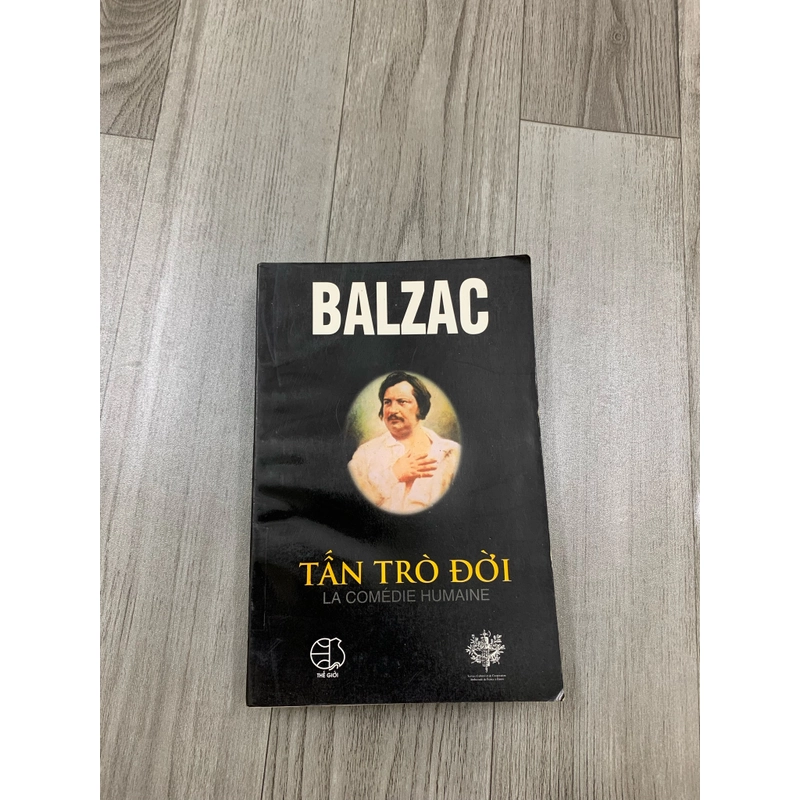 BALZAC
TẤN TRÒ ĐỜI
LA COMÉDIE HUMAINE
THẾ GIỚI